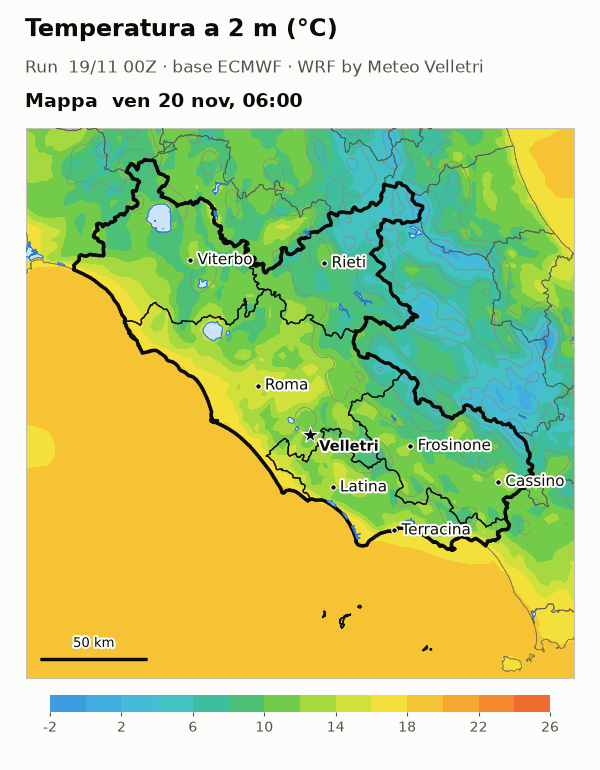 Temperatura a 2 m (°C)
Run  19/11 00Z · base ECMWF · WRF by Meteo Velletri
Mappa  ven 20 nov, 06:00
Viterbo
Rieti
Roma
Velletri
Frosinone
Latina
Cassino
Terracina
50 km
-2 2 6 10 14 18 22 26